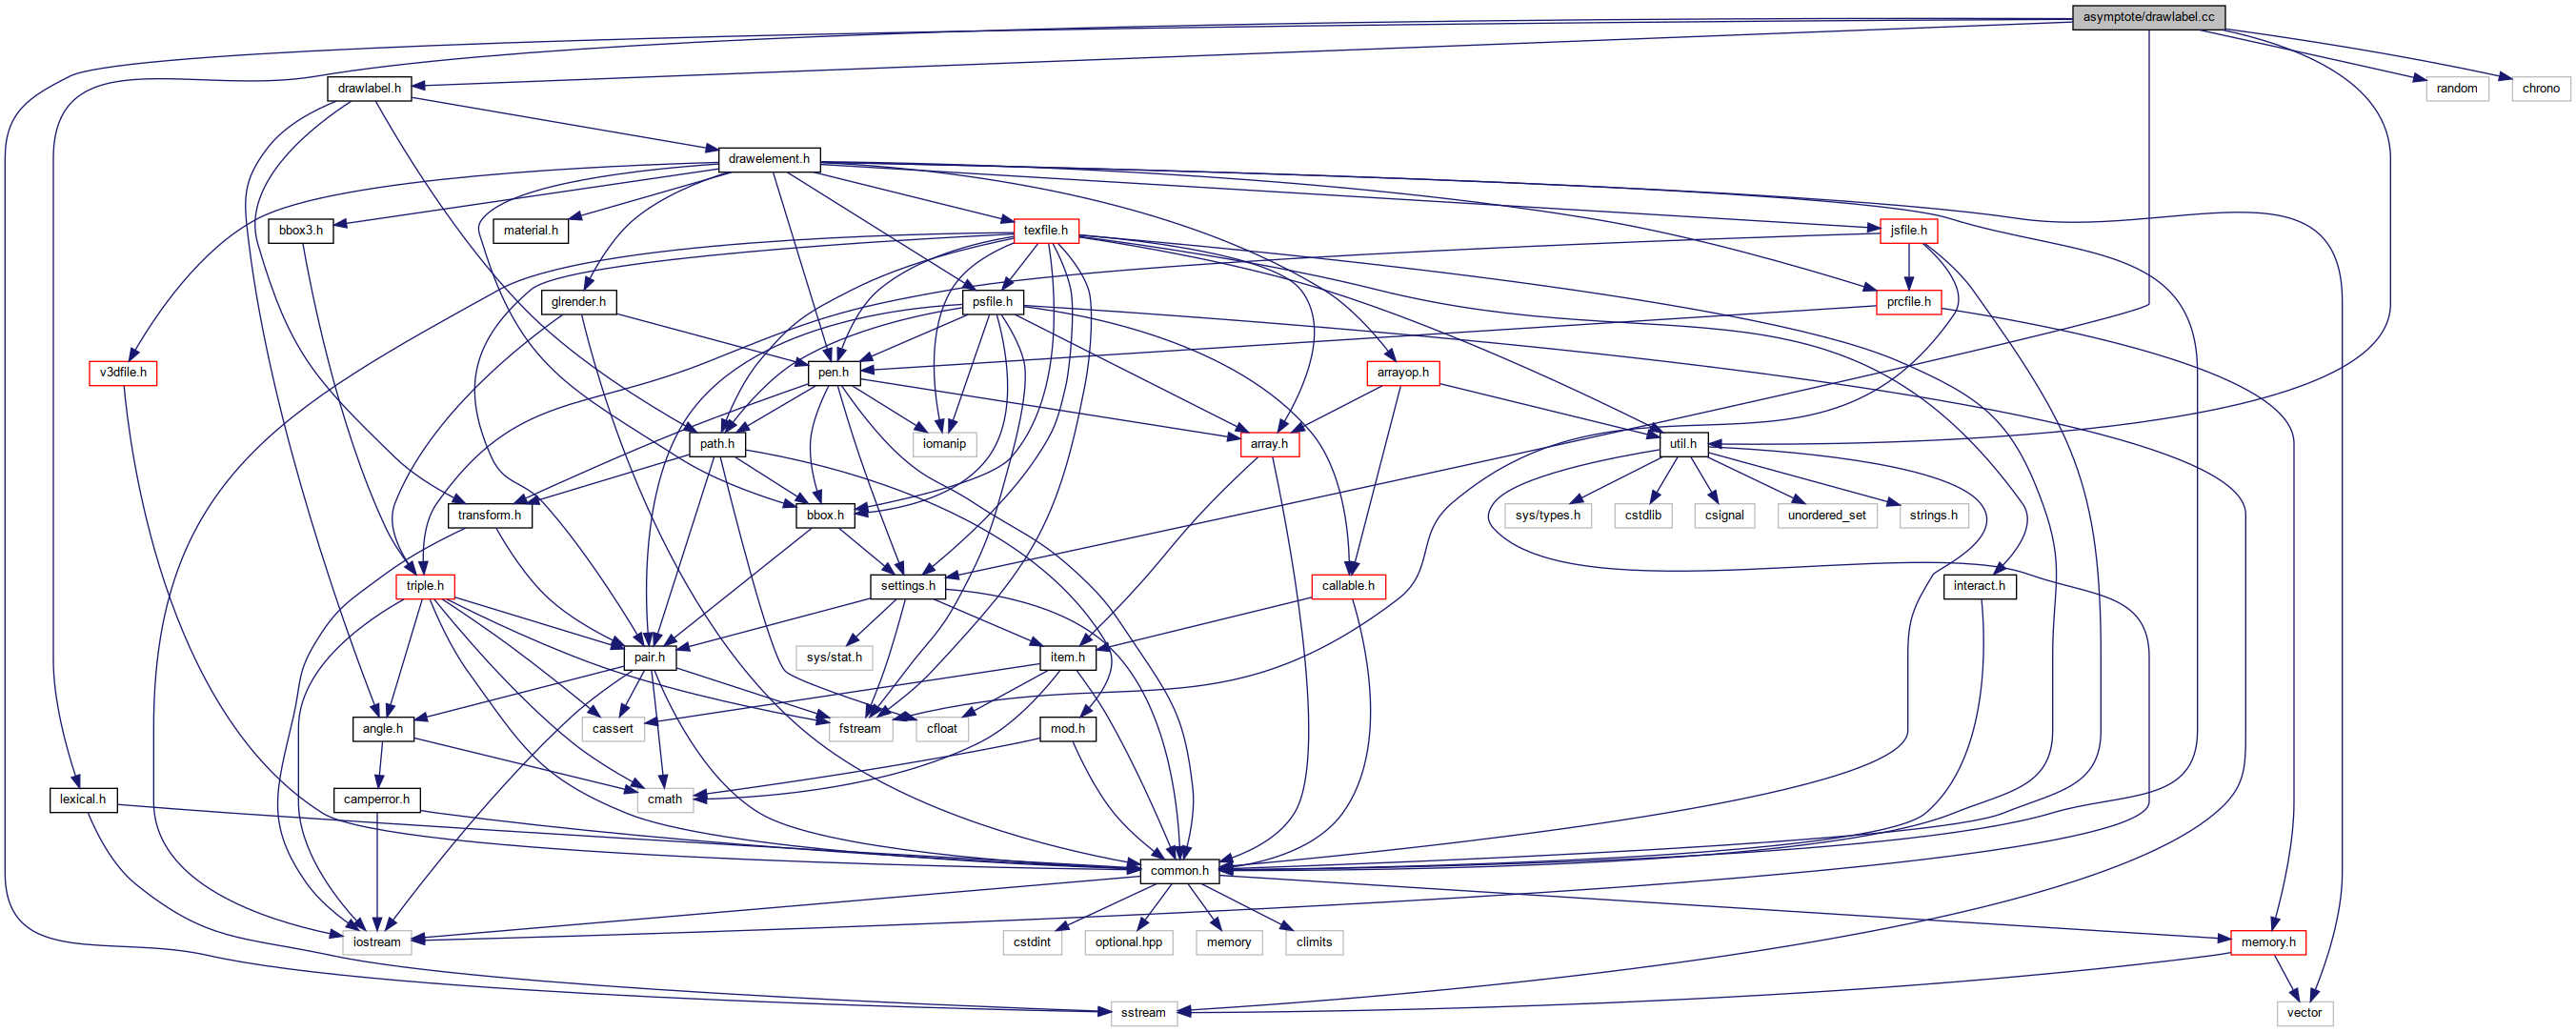 asymptote/drawlabel.cc
drawlabel.h
random
chrono
drawelement.h
bbox3.h
material.h
texfile.h
jsfile.h
glrender.h
psfile.h
prcfile.h
v3dfile.h
pen.h
arrayop.h
path.h
iomanip
array.h
util.h
transform.h
bbox.h
sys/types.h
cstdlib
csignal
unordered_set
strings.h
triple.h
settings.h
callable.h
interact.h
pair.h
sys/stat.h
item.h
angle.h
cassert
fstream
cfloat
mod.h
lexical.h
camperror.h
cmath
common.h
iostream
cstdint
optional.hpp
memory
climits
memory.h
sstream
vector